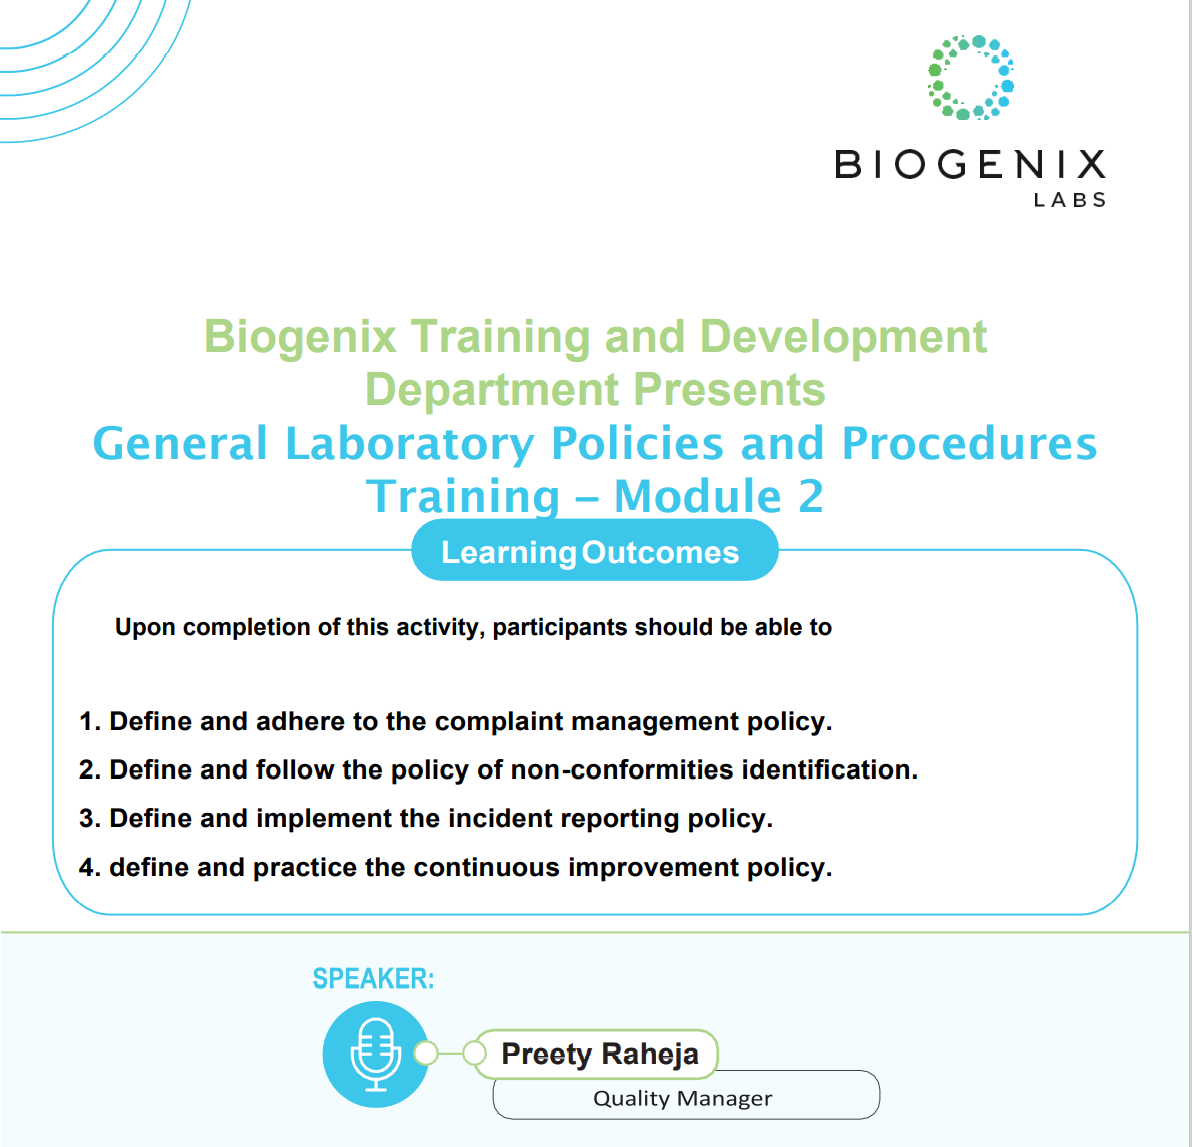 BIOGENIX
LABS
Biogenix Training and Development
Department Presents
General Laboratory Policies and Procedures
Training – Module 2
Learning Outcomes
Upon completion of this activity, participants should be able to
1. Define and adhere to the complaint management policy.
2. Define and follow the policy of non-conformities identification.
3. Define and implement the incident reporting policy.
4. define and practice the continuous improvement policy.
SPEAKER:
Preety Raheja
Quality Manager